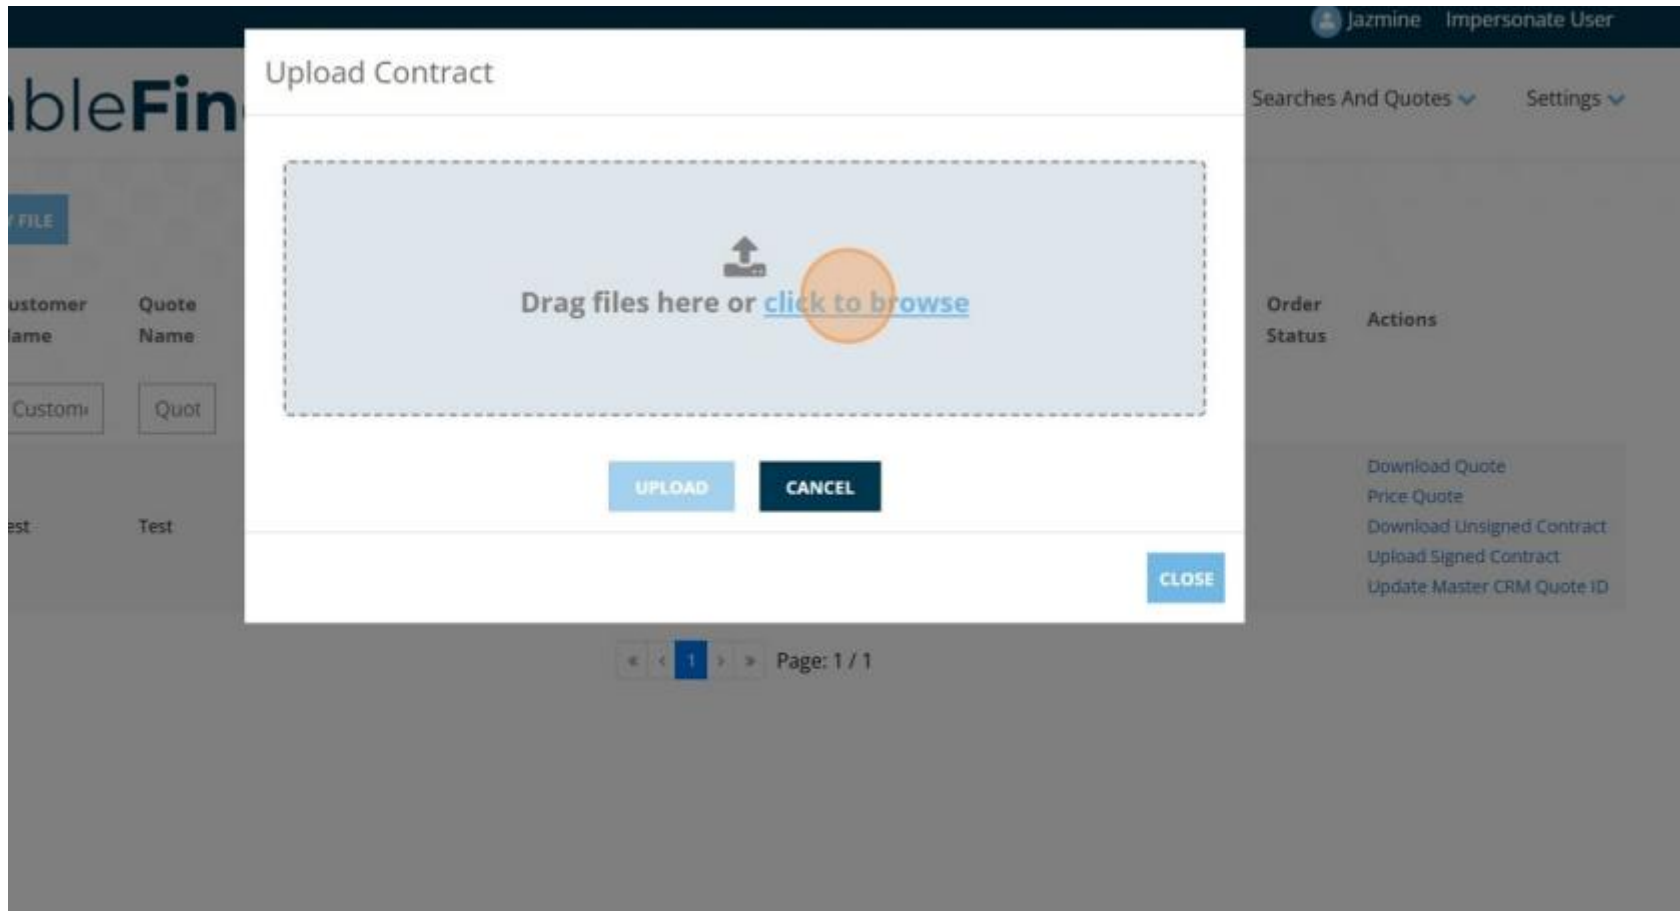 Jazmine Impersonate User
Upload Contract
bleFin
Searches And Quotes Settings
FILE
Drag files here or click to browse
ustomer Quote Order
ame Name Status Actions
Custom Quot
UPLOAD CANCEL
Download Quote
Price Quote
est Test Download Unsigned Contract
Upload Signed Contract
Update Master CRM Quote ID
CLOSE
« ‹ 1 › » Page: 1 / 1